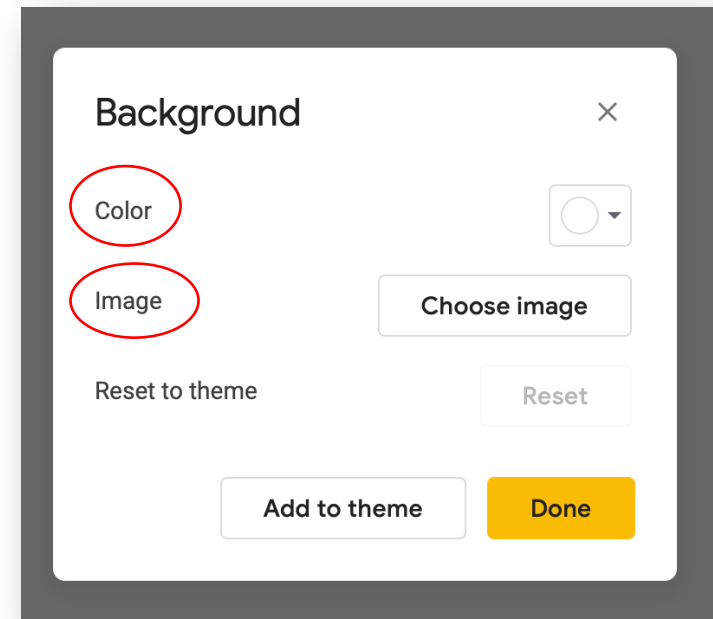 Background
Color
Image
Choose image
Reset to theme
Reset
Add to theme
Done